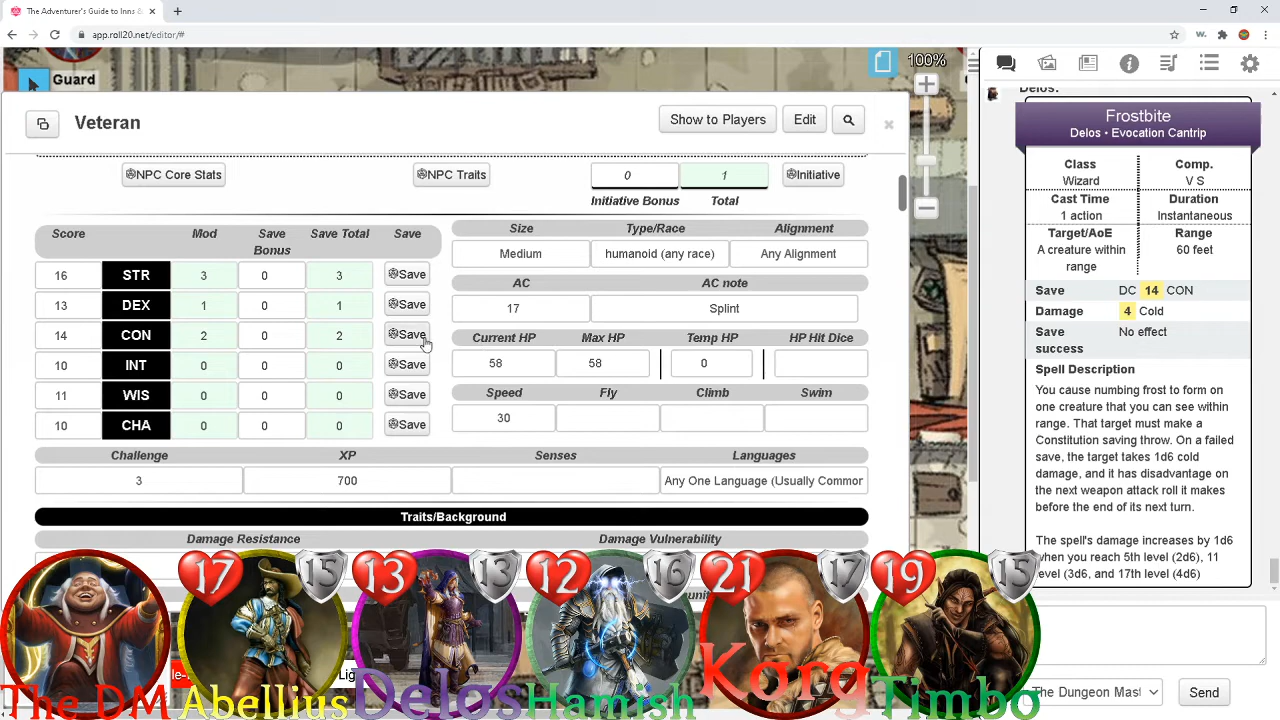 The Adventurer's Guide to Inns &
app.roll20.net/editor/#
Guard
100%
Veteran
Show to Players
Edit
NPC Core Stats
NPC Traits
0
1
Initiative
Initiative Bonus
Total
Score
Mod
Save Bonus
Save Total
Save
16 STR 3 0 3 Save
13 DEX 1 0 1 Save
14 CON 2 0 2 Save
10 INT 0 0 0 Save
11 WIS 0 0 0 Save
10 CHA 0 0 0 Save
Size Type/Race Alignment
Medium humanoid (any race) Any Alignment
AC AC note
17 Splint
Current HP Max HP Temp HP HP Hit Dice
58 58 0
Speed Fly Climb Swim
30
Challenge XP Senses Languages
3 700 Any One Language (Usually Commor
Traits/Background
Damage Resistance Damage Vulnerability
17 15 13 13 12 16 21 17 19 15
The DM Abellius Delos Hamish Korg Timbo
Delos:
Frostbite
Delos • Evocation Cantrip
Class Comp.
Wizard V S
Cast Time Duration
1 action Instantaneous
Target/AoE Range
A creature within 60 feet
range
Save DC 14 CON
Damage 4 Cold
Save No effect
success
Spell Description
You cause numbing frost to form on
one creature that you can see within
range. That target must make a
Constitution saving throw. On a failed
save, the target takes 1d6 cold
damage, and it has disadvantage on
the next weapon attack roll it makes
before the end of its next turn.
The spell's damage increases by 1d6
when you reach 5th level (2d6), 11
level (3d6, and 17th level (4d6)
The Dungeon Mast
Send